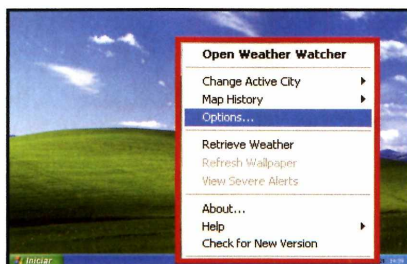 Open Weather Watcher
Change Active City
Map History
Options...
Retrieve Weather
Refresh Wallpaper
View Severe Alerts
About...
Help
Check for New Version
Iniciar